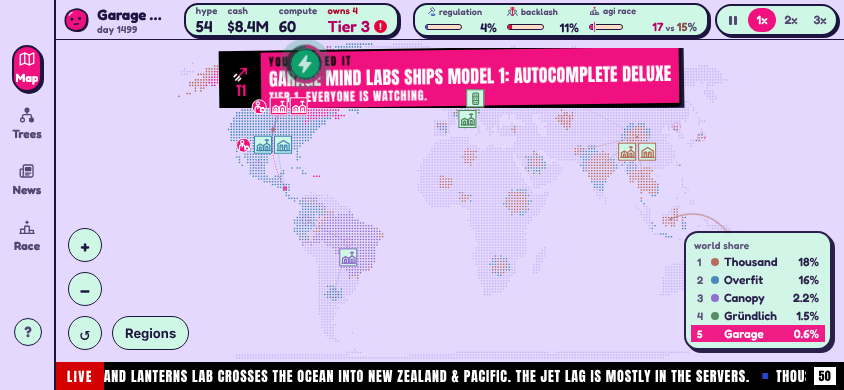 Garage ...
day 1499
hype
54
cash
$8.4M
compute
60
owns 4
Tier 3 !
regulation
4%
backlash
11%
agi race
17 vs 15%
1x
2x
3x
Map
Trees
News
Race
?
YOU
ED IT
GARAGE MIND LABS SHIPS MODEL 1: AUTOCOMPLETE DELUXE
TIER 1. EVERYONE IS WATCHING.
T1
+
−
↺
Regions
world share
1 Thousand 18%
2 Overfit 16%
3 Canopy 2.2%
4 Gründlich 1.5%
5 Garage 0.6%
LIVE
AND LANTERNS LAB CROSSES THE OCEAN INTO NEW ZEALAND & PACIFIC. THE JET LAG IS MOSTLY IN THE SERVERS.
THOU
50